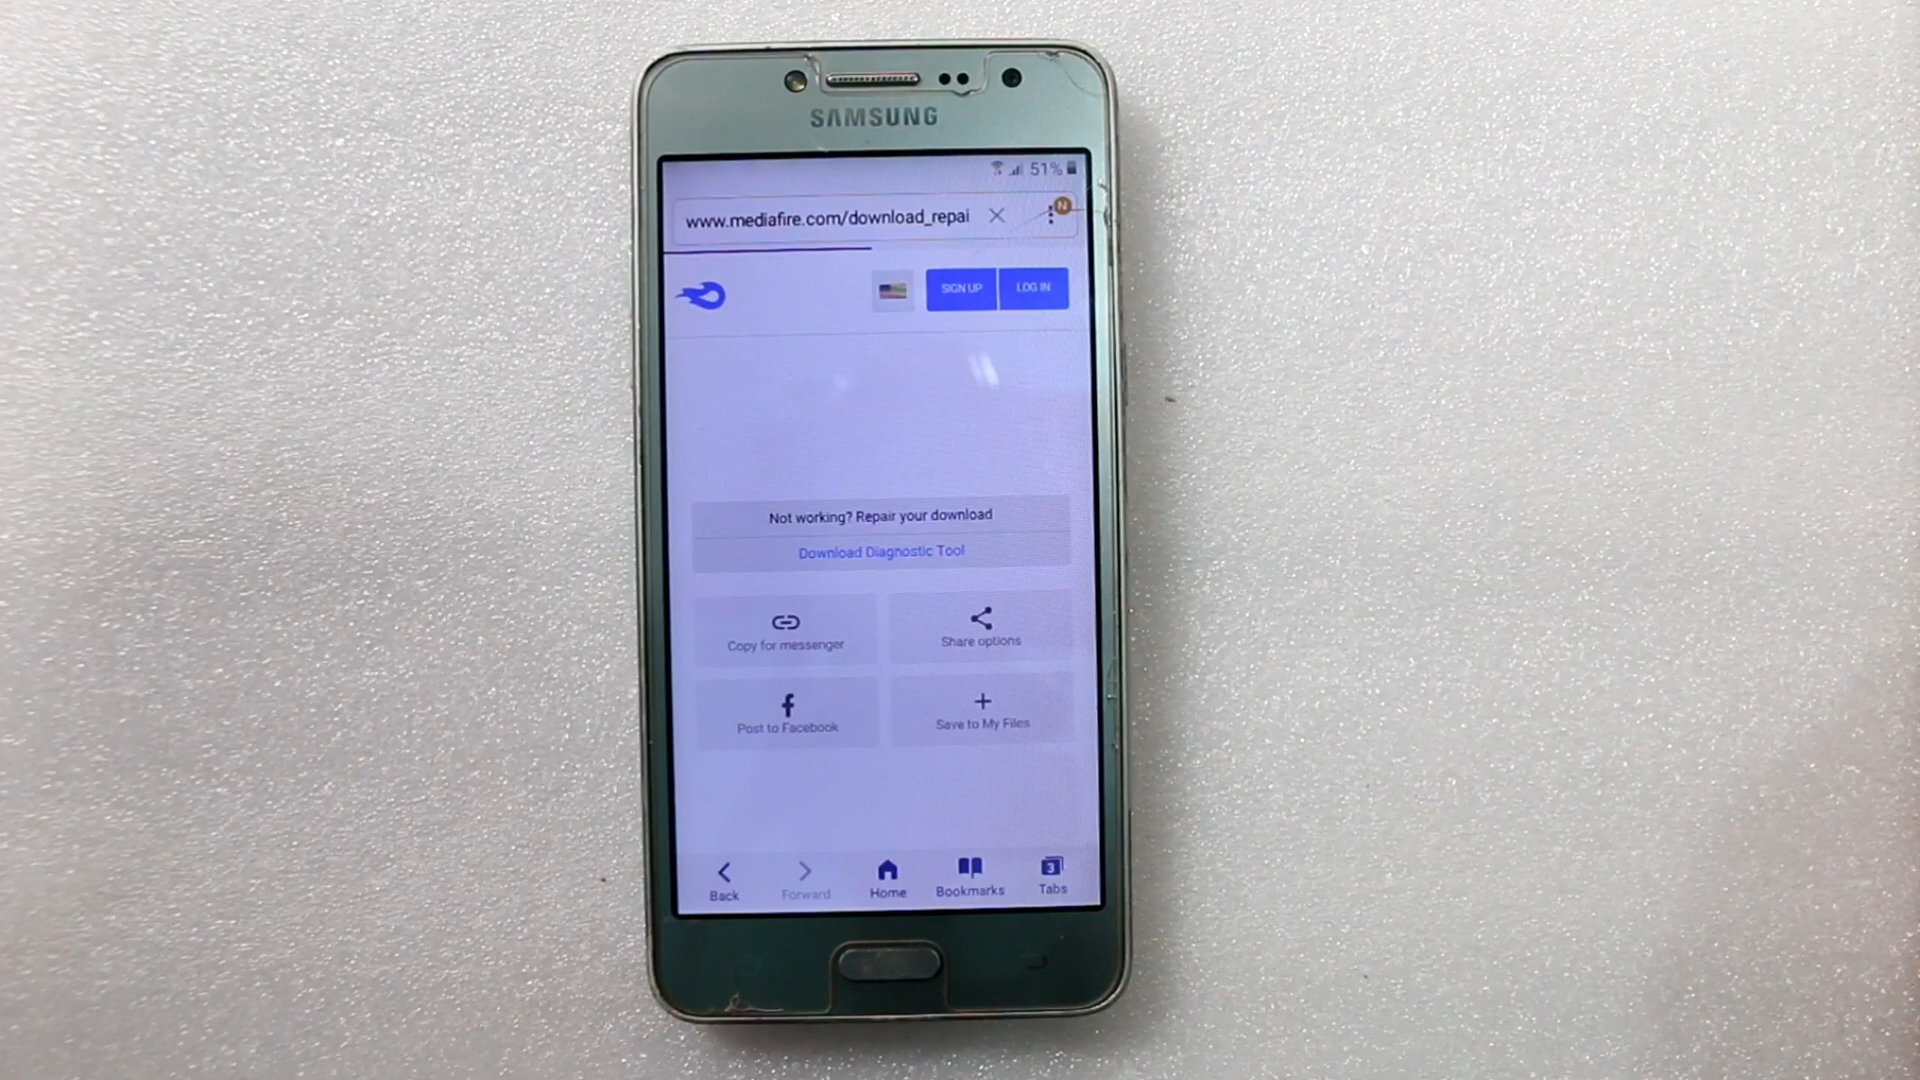 SAMSUNG
51%
www.mediafire.com/download_repai
N
SIGN UP
LOG IN
Not working? Repair your download
Download Diagnostic Tool
Copy for messenger
Share options
Post to Facebook
Save to My Files
3
Back
Forward
Home
Bookmarks
Tabs